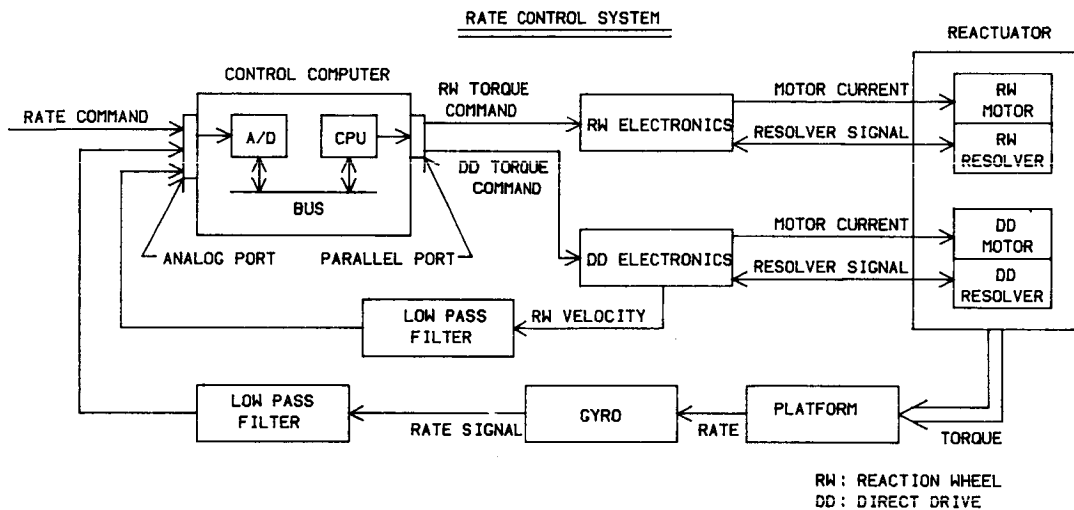 RATE CONTROL SYSTEM
REACTUATOR
CONTROL COMPUTER
RATE COMMAND
A/D
CPU
BUS
ANALOG PORT
PARALLEL PORT
RW TORQUE
COMMAND
DD TORQUE
COMMAND
RW ELECTRONICS
MOTOR CURRENT
RESOLVER SIGNAL
RW
MOTOR
RW
RESOLVER
DD ELECTRONICS
MOTOR CURRENT
RESOLVER SIGNAL
DD
MOTOR
DD
RESOLVER
LOW PASS
FILTER
RW VELOCITY
LOW PASS
FILTER
RATE SIGNAL
GYRO
RATE
PLATFORM
TORQUE
RW: REACTION WHEEL
DD: DIRECT DRIVE